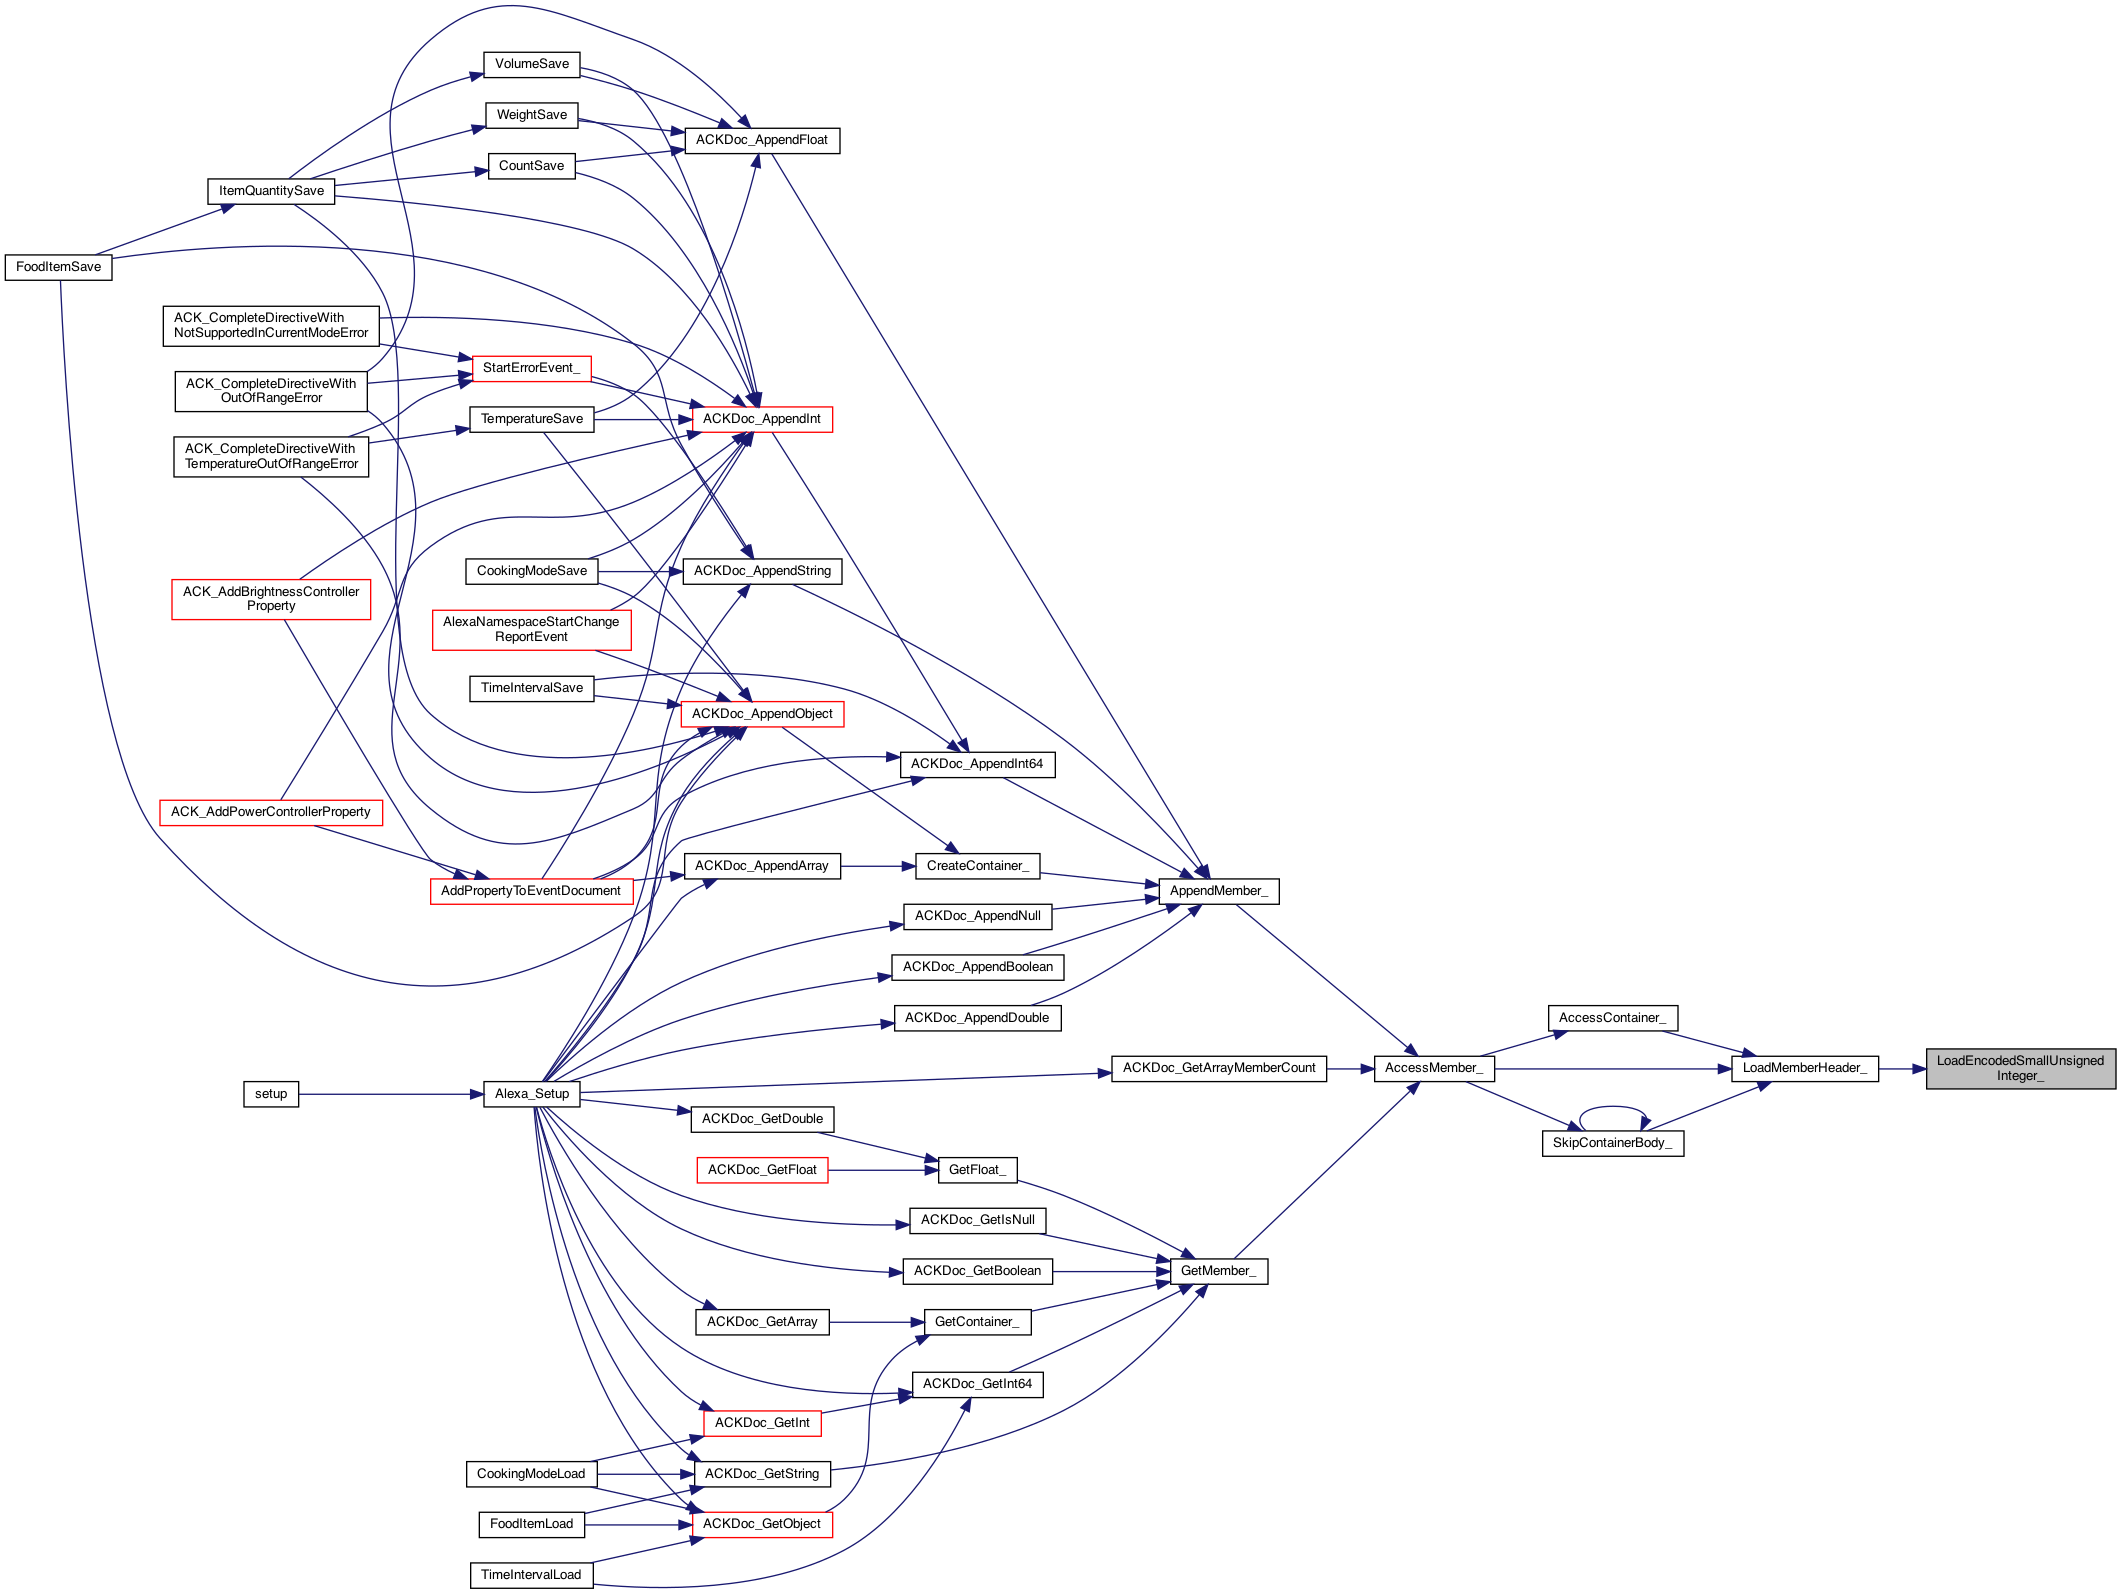 VolumeSave
WeightSave
ACKDoc_AppendFloat
CountSave
ItemQuantitySave
FoodItemSave
ACK_CompleteDirectiveWith
NotSupportedInCurrentModeError
StartErrorEvent_
ACK_CompleteDirectiveWith
OutOfRangeError
TemperatureSave
ACKDoc_AppendInt
ACK_CompleteDirectiveWith
TemperatureOutOfRangeError
CookingModeSave
ACKDoc_AppendString
ACK_AddBrightnessController
Property
AlexaNamespaceStartChange
ReportEvent
TimeIntervalSave
ACKDoc_AppendObject
ACKDoc_AppendInt64
ACK_AddPowerControllerProperty
ACKDoc_AppendArray
CreateContainer_
AddPropertyToEventDocument
AppendMember_
ACKDoc_AppendNull
ACKDoc_AppendBoolean
ACKDoc_AppendDouble
AccessContainer_
ACKDoc_GetArrayMemberCount
AccessMember_
LoadMemberHeader_
LoadEncodedSmallUnsigned
Integer_
setup
Alexa_Setup
ACKDoc_GetDouble
SkipContainerBody_
ACKDoc_GetFloat
GetFloat_
ACKDoc_GetIsNull
ACKDoc_GetBoolean
GetMember_
ACKDoc_GetArray
GetContainer_
ACKDoc_GetInt64
ACKDoc_GetInt
CookingModeLoad
ACKDoc_GetString
FoodItemLoad
ACKDoc_GetObject
TimeIntervalLoad